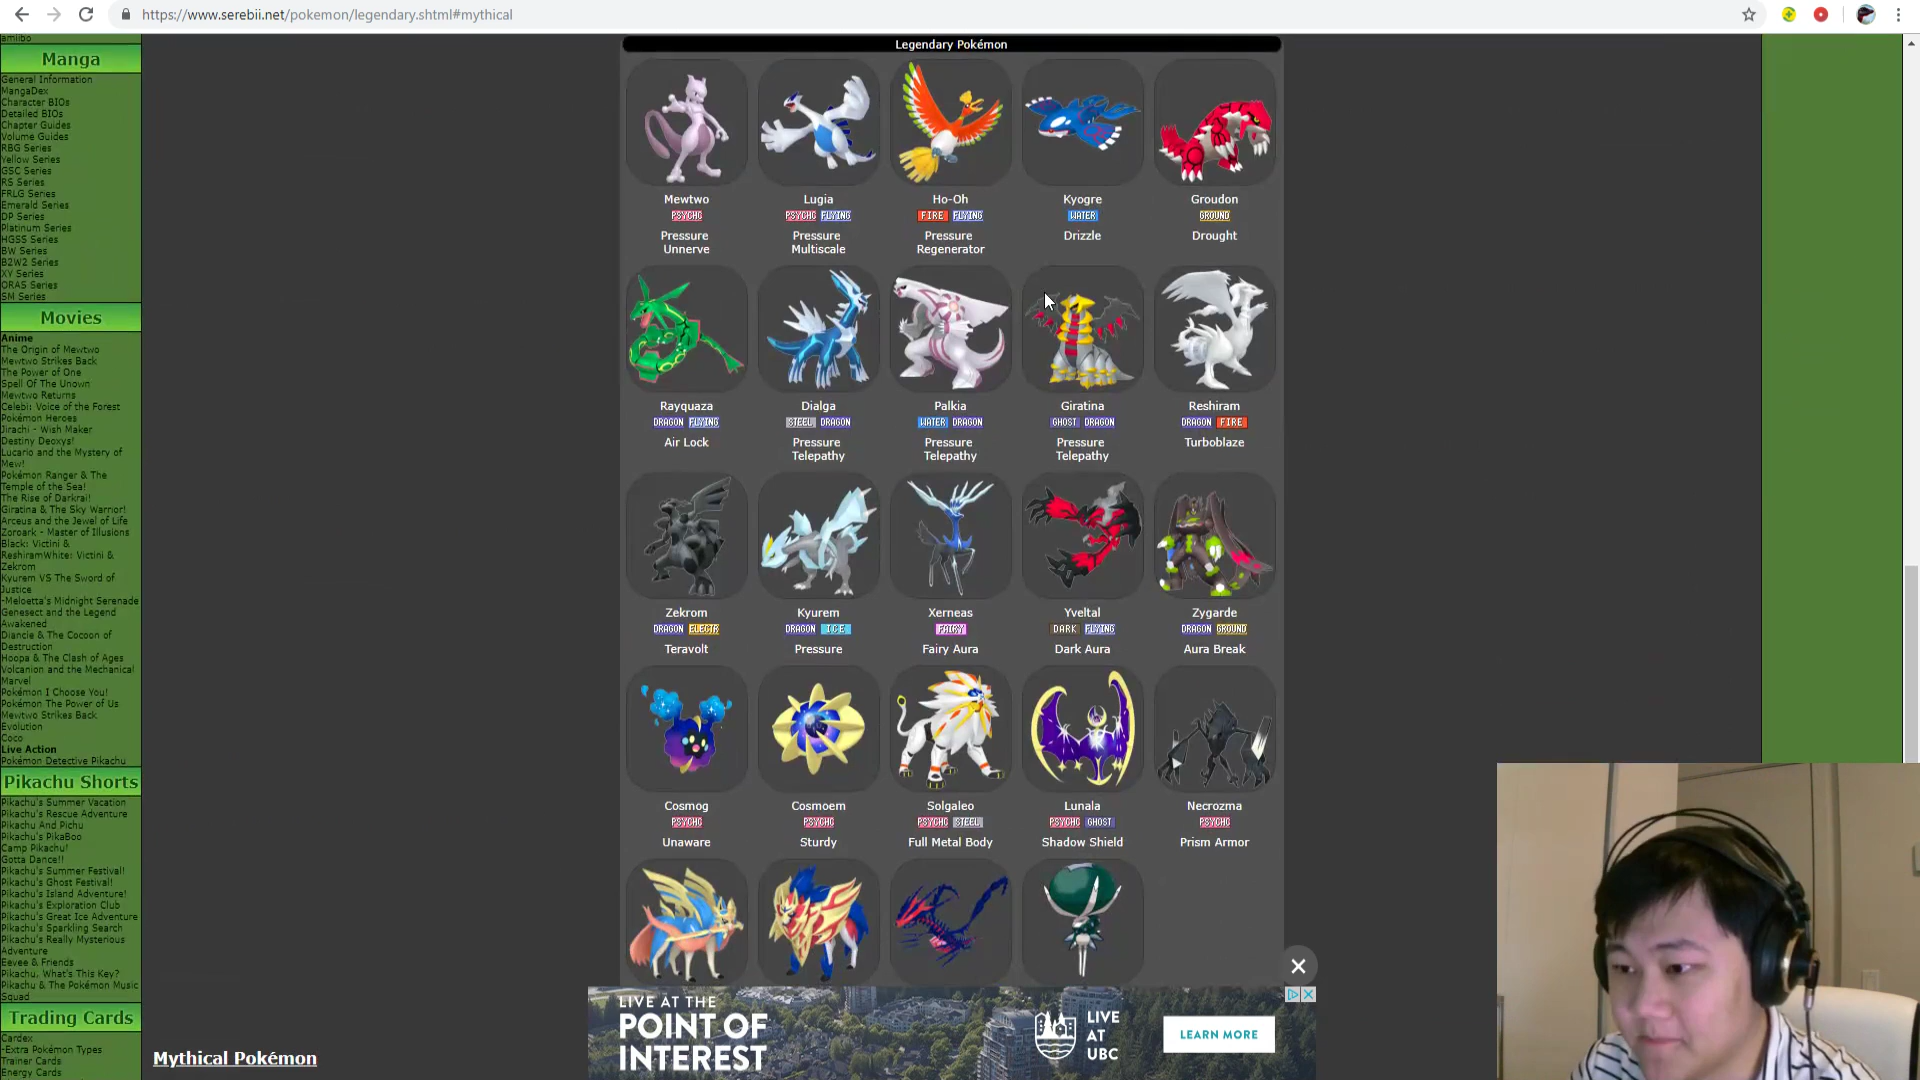 https://www.serebii.net/pokemon/legendary.shtml#mythical
amiibo
Manga
General Information
MangaDex
Character BIOs
Detailed BIOs
Chapter Guides
Volume Guides
RBG Series
Yellow Series
GSC Series
RS Series
FRLG Series
Emerald Series
DP Series
Platinum Series
HGSS Series
BW Series
B2W2 Series
XY Series
ORAS Series
SM Series
Movies
Anime
The Origin of Mewtwo
Mewtwo Strikes Back
The Power of One
Spell Of The Unown
Mewtwo Returns
Celebi: Voice of the Forest
Pokémon Heroes
Jirachi - Wish Maker
Destiny Deoxys!
Lucario and the Mystery of
Mew!
Pokémon Ranger & The
Temple of the Sea!
The Rise of Darkrai!
Giratina & The Sky Warrior!
Arceus and the Jewel of Life
Zoroark - Master of Illusions
Black: Victini &
ReshiramWhite: Victini &
Zekrom
Kyurem VS The Sword of
Justice
-Meloetta's Midnight Serenade
Genesect and the Legend
Awakened
Diancie & The Cocoon of
Destruction
Hoopa & The Clash of Ages
Volcanion and the Mechanical
Marvel
Pokémon I Choose You!
Pokémon The Power of Us
Mewtwo Strikes Back
Evolution
Coco
Live Action
Pokémon Detective Pikachu
Pikachu Shorts
Pikachu's Summer Vacation
Pikachu's Rescue Adventure
Pikachu And Pichu
Pikachu's PikaBoo
Camp Pikachu!
Gotta Dance!!
Pikachu's Summer Festival!
Pikachu's Ghost Festival!
Pikachu's Island Adventure!
Pikachu's Exploration Club
Pikachu's Great Ice Adventure
Pikachu's Sparkling Search
Pikachu's Really Mysterious
Adventure
Eevee & Friends
Pikachu, What's This Key?
Pikachu & The Pokémon Music
Squad
Trading Cards
Cardex
-Extra Pokémon Types
Trainer Cards
Energy Cards
Legendary Pokémon
Mewtwo Lugia Ho-Oh Kyogre Groudon
PSYCHC PSYCHC FLYING FIRE FLYING WATER GROUND
Pressure Pressure Pressure Drizzle Drought
Unnerve Multiscale Regenerator
Rayquaza Dialga Palkia Giratina Reshiram
DRAGON FLYING STEEL DRAGON WATER DRAGON GHOST DRAGON DRAGON FIRE
Air Lock Pressure Pressure Pressure Turboblaze
Telepathy Telepathy Telepathy
Zekrom Kyurem Xerneas Yveltal Zygarde
DRAGON ELECTR DRAGON ICE FAIRY DARK FLYING DRAGON GROUND
Teravolt Pressure Fairy Aura Dark Aura Aura Break
Cosmog Cosmoem Solgaleo Lunala Necrozma
PSYCHC PSYCHC PSYCHC STEEL PSYCHC GHOST PSYCHC
Unaware Sturdy Full Metal Body Shadow Shield Prism Armor
LIVE AT THE
POINT OF
INTEREST
LIVE
AT
UBC
LEARN MORE
Mythical Pokémon